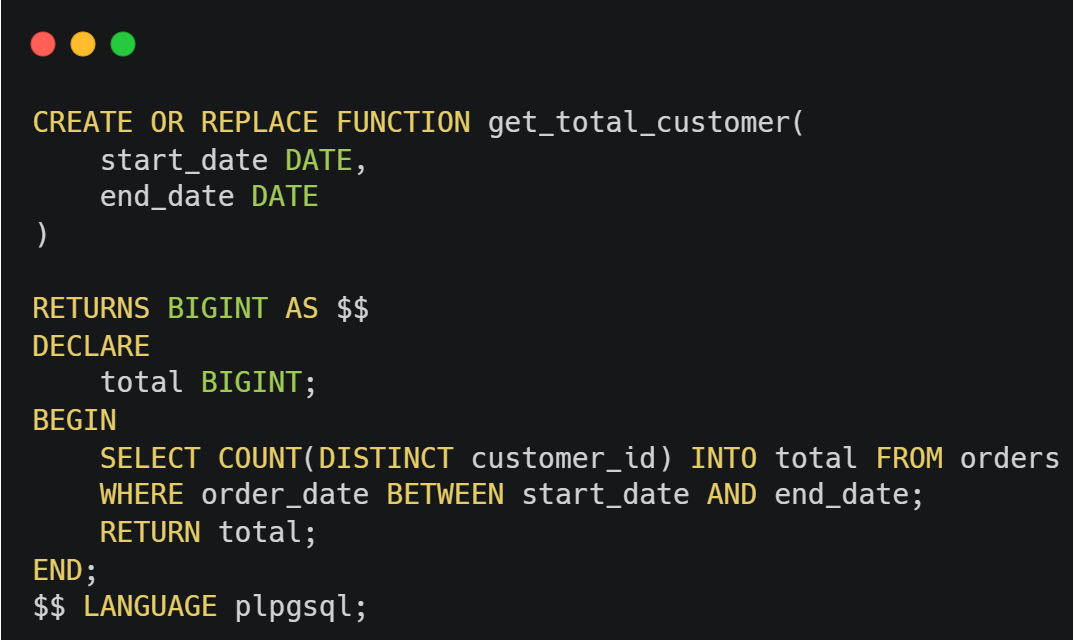 CREATE OR REPLACE FUNCTION get_total_customer(
    start_date DATE,
    end_date DATE
)

RETURNS BIGINT AS $$
DECLARE
    total BIGINT;
BEGIN
    SELECT COUNT(DISTINCT customer_id) INTO total FROM orders
    WHERE order_date BETWEEN start_date AND end_date;
    RETURN total;
END;
$$ LANGUAGE plpgsql;